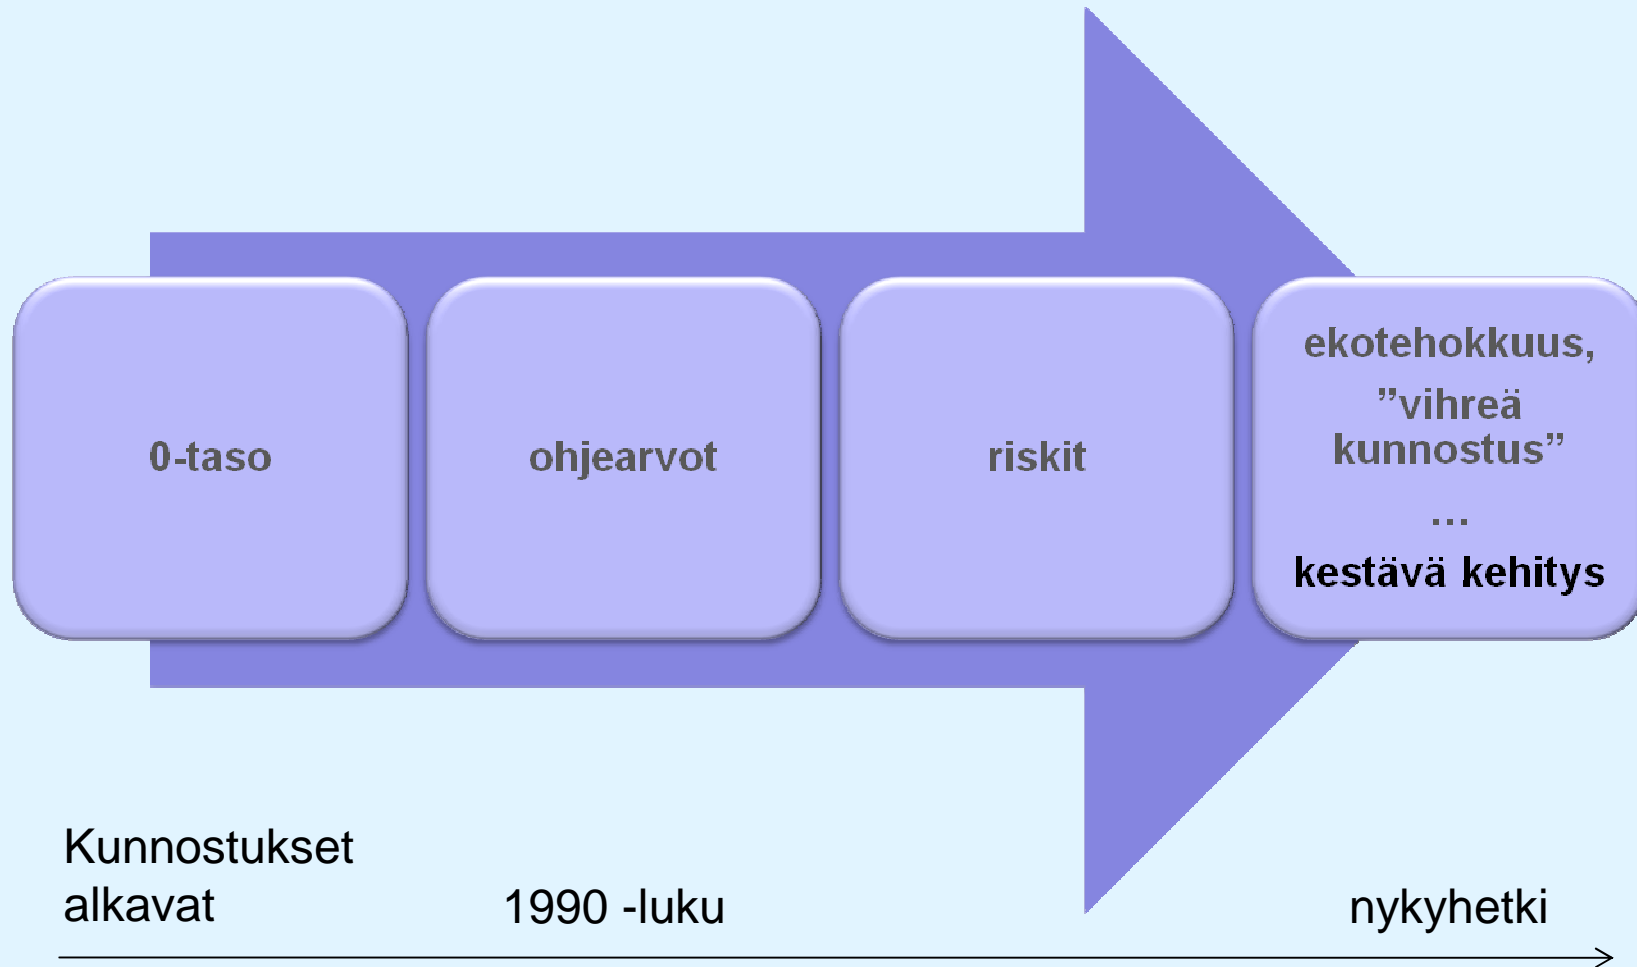 0-taso
ohjearvot
riskit
ekotehokkuus,
”vihreä
kunnostus”
…
kestävä kehitys
Kunnostukset
alkavat
1990 -luku
nykyhetki